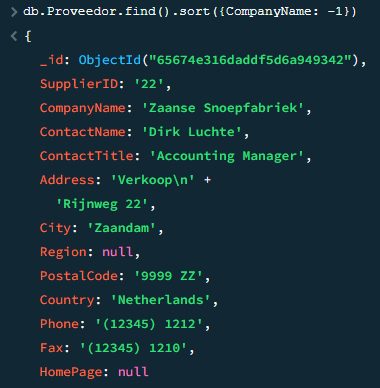 > db.Proveedor.find().sort({CompanyName: -1})
< {
_id: ObjectId("65674e316daddf5d6a949342"),
SupplierID: '22',
CompanyName: 'Zaanse Snoepfabriek',
ContactName: 'Dirk Luchte',
ContactTitle: 'Accounting Manager',
Address: 'Verkoop\n' +
'Rijnweg 22',
City: 'Zaandam',
Region: null,
PostalCode: '9999 ZZ',
Country: 'Netherlands',
Phone: '(12345) 1212',
Fax: '(12345) 1210',
HomePage: null